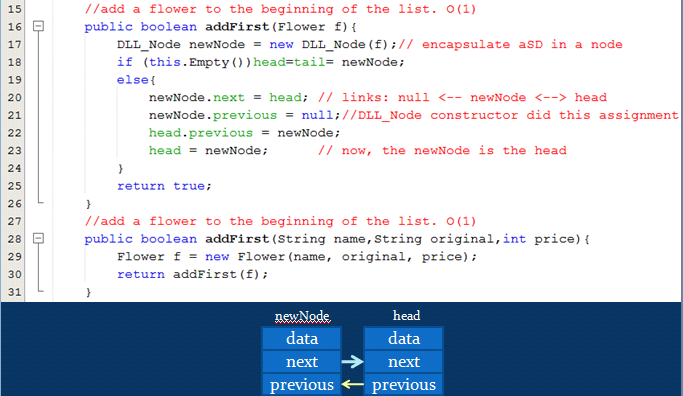 15 //add a flower to the beginning of the list. O(1)
16 public boolean addFirst(Flower f){
17 DLL_Node newNode = new DLL_Node(f);// encapsulate aSD in a node
18 if (this.Empty())head=tail= newNode;
19 else{
20 newNode.next = head; // links: null <-- newNode <--> head
21 newNode.previous = null;//DLL_Node constructor did this assignment
22 head.previous = newNode;
23 head = newNode; // now, the newNode is the head
24 }
25 return true;
26 }
27 //add a flower to the beginning of the list. O(1)
28 public boolean addFirst(String name,String original,int price){
29 Flower f = new Flower(name, original, price);
30 return addFirst(f);
31 }
newNode head
data data
next next
previous previous